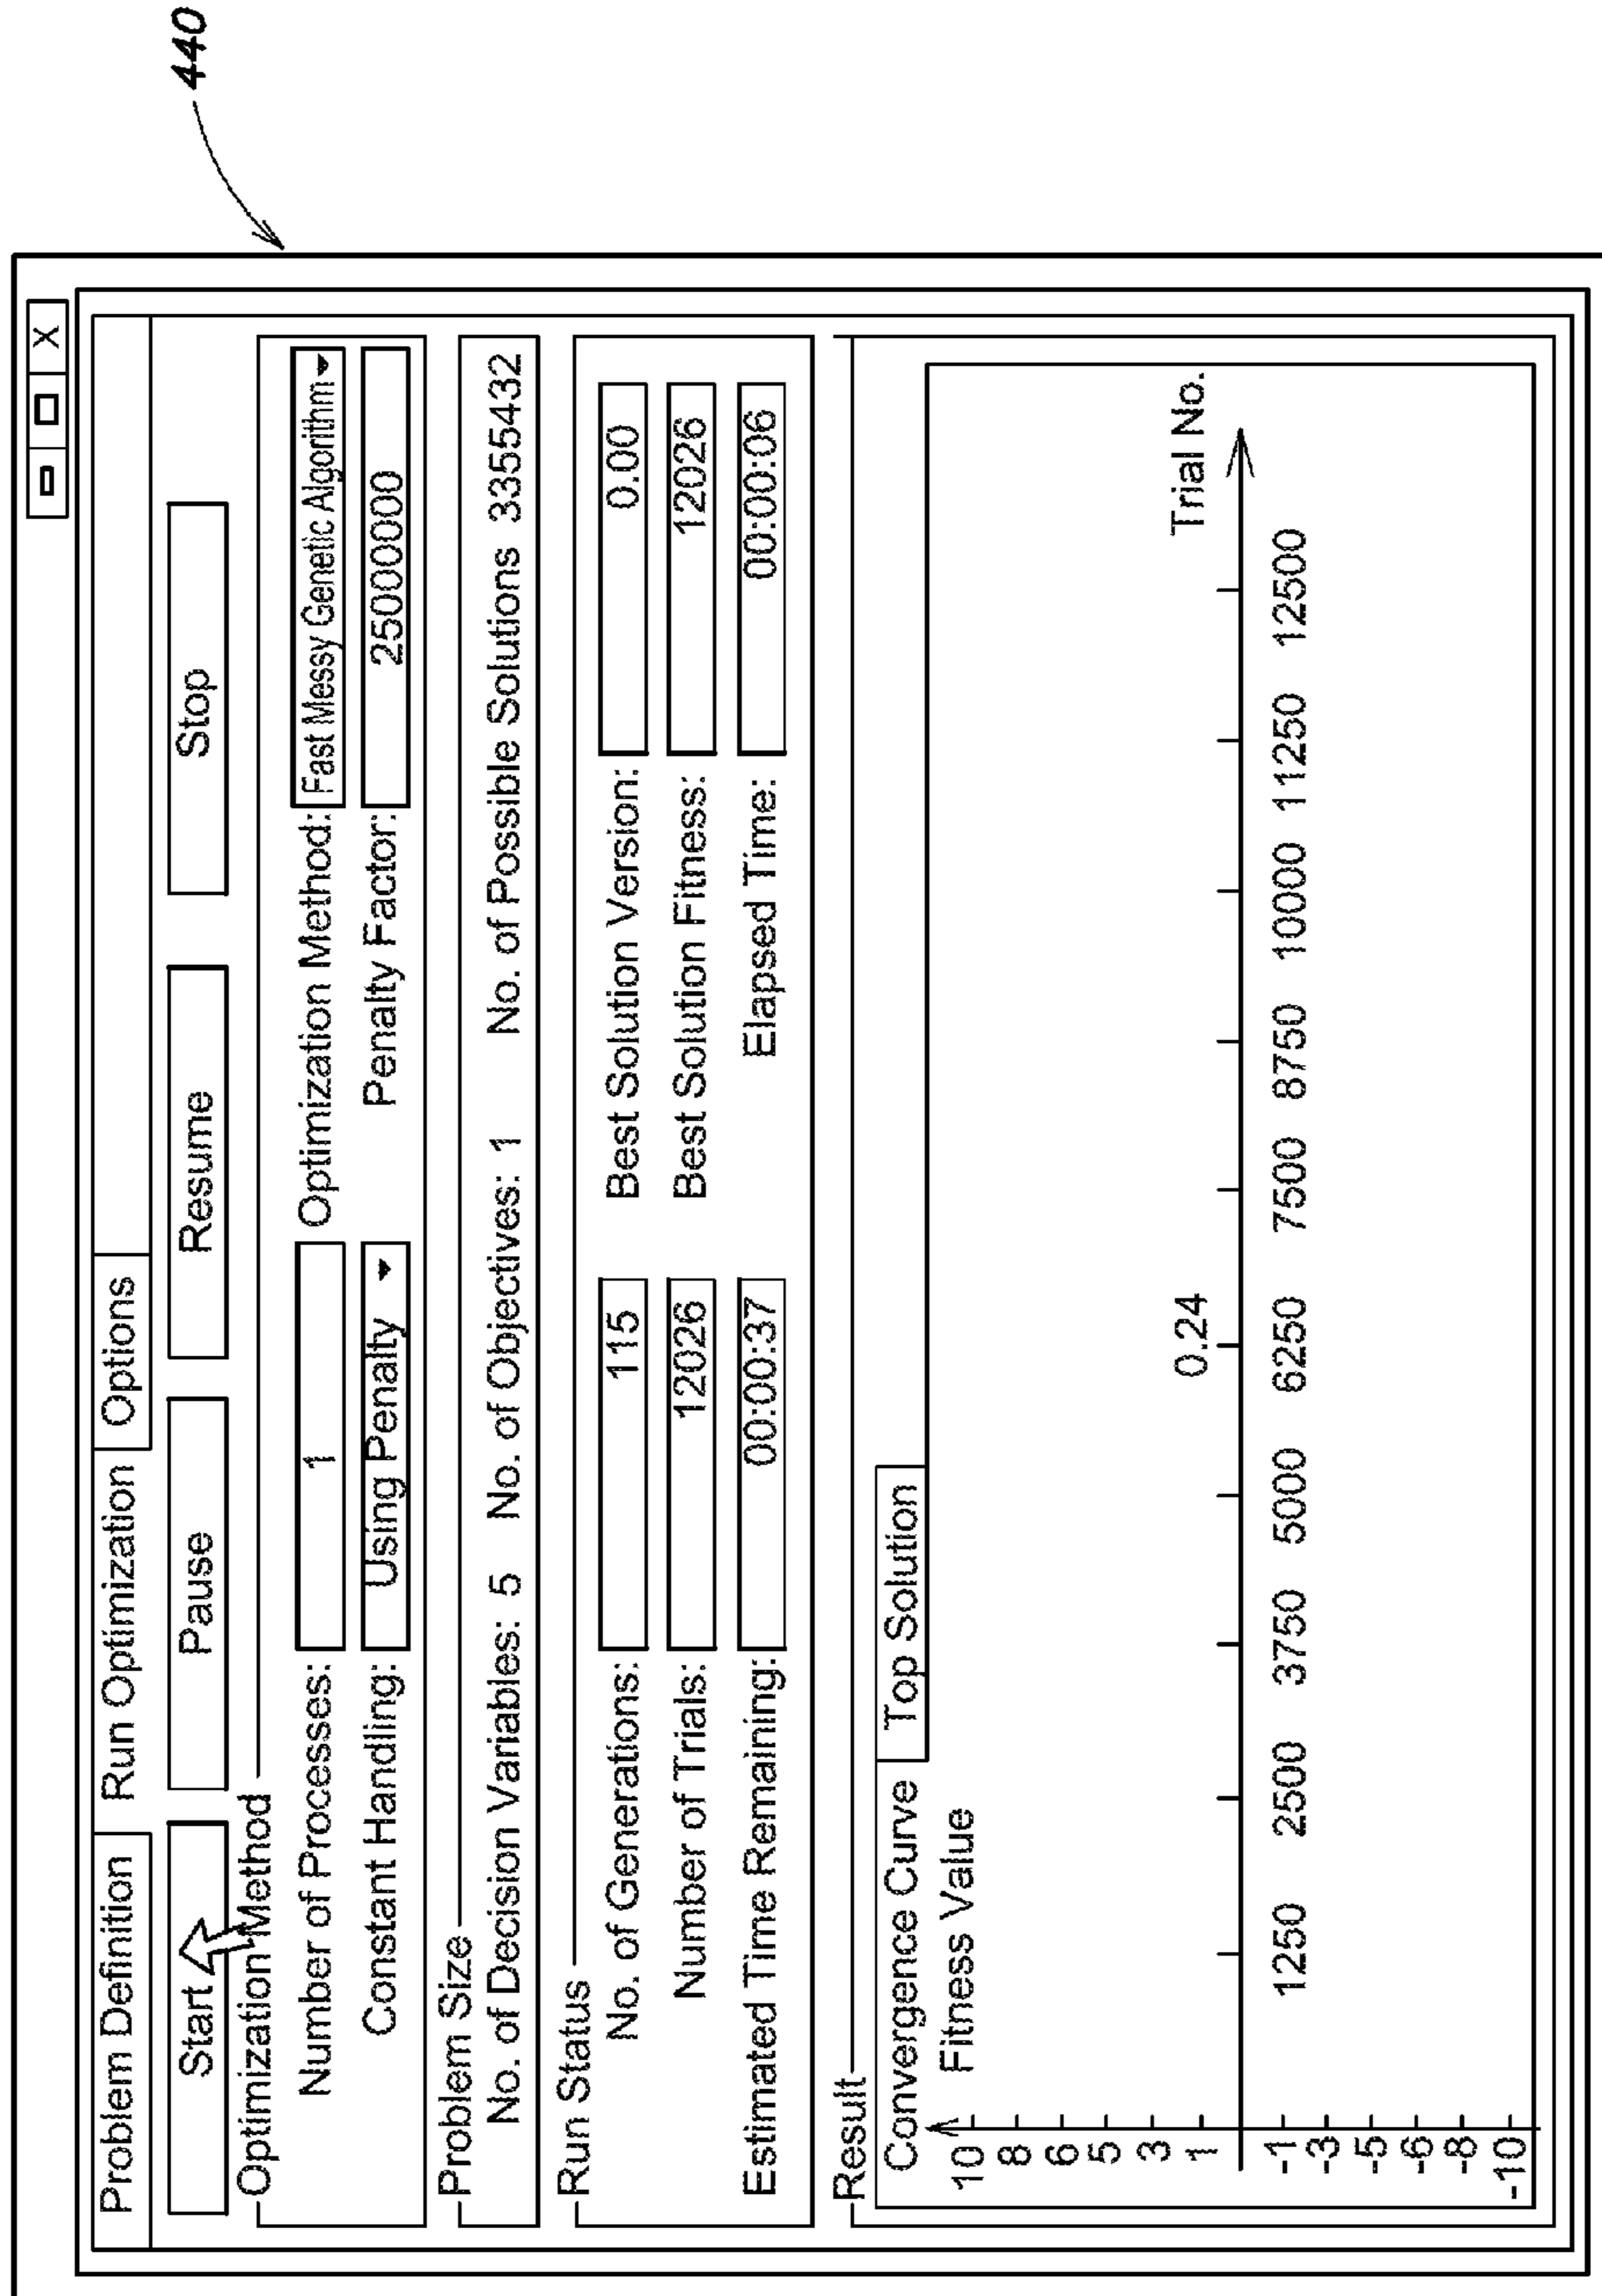 440
X
Problem Definition Run Optimization Options
Start Pause Resume Stop
Optimization Method
Number of Processes: 1 Optimization Method: Fast Messy Genetic Algorithm
Constant Handling: Using Penalty Penalty Factor: 25000000
Problem Size
No. of Decision Variables: 5 No. of Objectives: 1 No. of Possible Solutions 3355432
Run Status
No. of Generations: 115 Best Solution Version: 0.00
Number of Trials: 12026 Best Solution Fitness: 12026
Estimated Time Remaining: 00:00:37 Elapsed Time: 00:00:06
Result
Convergence Curve Top Solution
Fitness Value
10
8
6
5
3
1
0.24 Trial No.
1250 2500 3750 5000 6250 7500 8750 10000 11250 12500
-1
-3
-5
-6
-8
-10